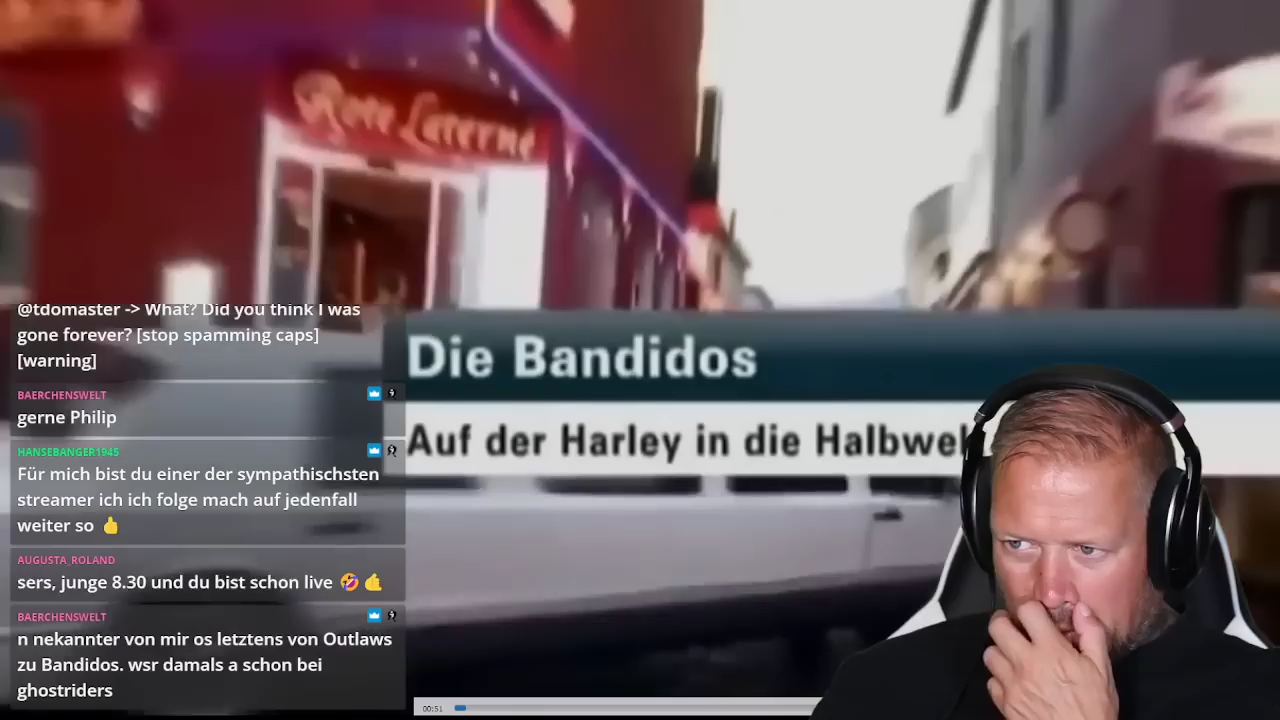 Rote Laterne
@tdomaster -> What? Did you think I was
gone forever? [stop spamming caps]
[warning]
BAERCHENSWELT
gerne Philip
HANSEBANGER1945
Für mich bist du einer der sympathischsten
streamer ich ich folge mach auf jedenfall
weiter so 👍
AUGUSTA_ROLAND
sers, junge 8.30 und du bist schon live 🤣🤙
BAERCHENSWELT
n nekannter von mir os letztens von Outlaws
zu Bandidos. wsr damals a schon bei
ghostriders
Die Bandidos
Auf der Harley in die Halbwel
00:51